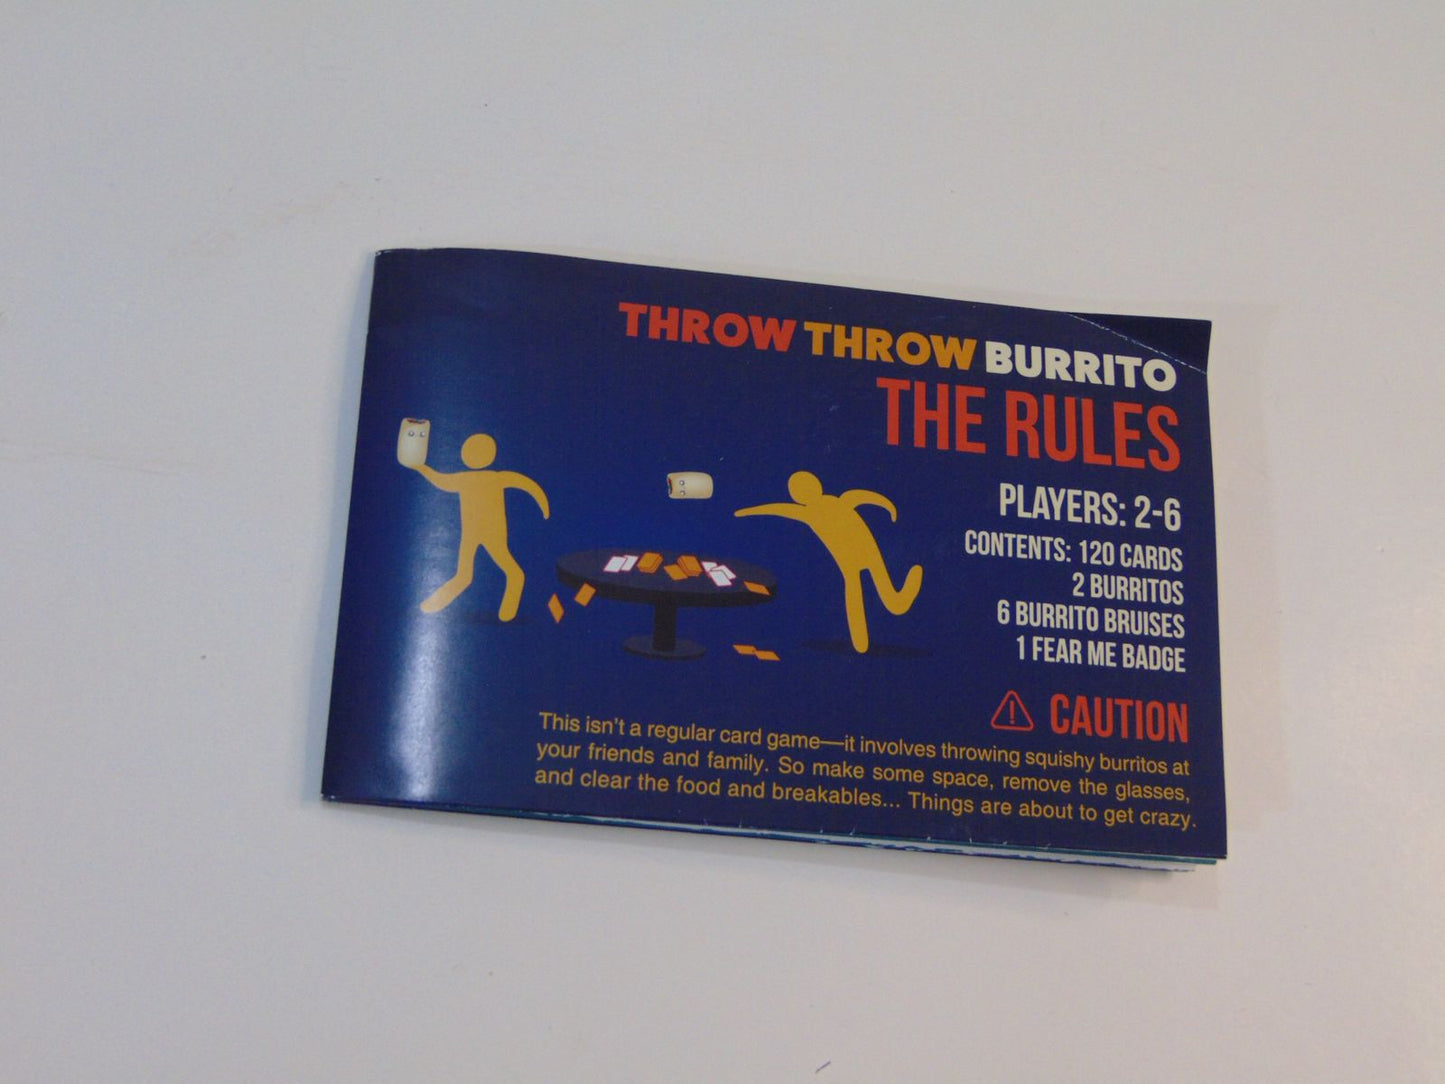 THROW THROW BURRITO
THE RULES
PLAYERS: 2-6
CONTENTS: 120 CARDS
2 BURRITOS
6 BURRITO BRUISES
1 FEAR ME BADGE
CAUTION
This isn't a regular card game—it involves throwing squishy burritos at
your friends and family. So make some space, remove the glasses,
and clear the food and breakables... Things are about to get crazy.